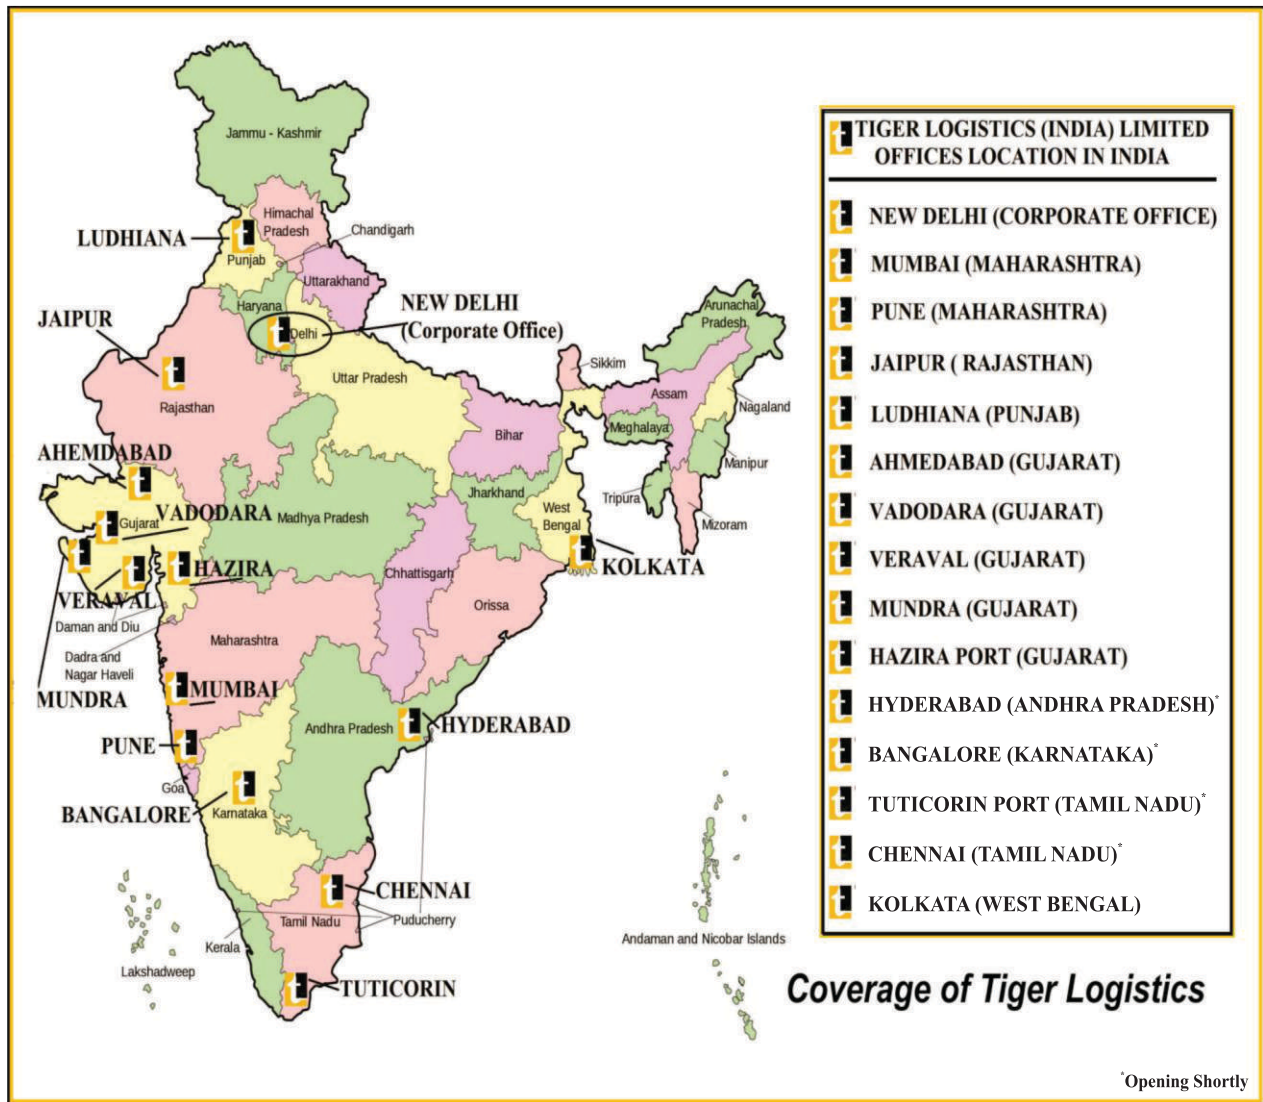 Jammu - Kashmir
Himachal
Pradesh
Chandigarh
LUDHIANA
Punjab
Uttarakhand
Haryana
NEW DELHI
(Corporate Office)
Delhi
JAIPUR
Rajasthan
Uttar Pradesh
Arunachal
Pradesh
Sikkim
Assam
Nagaland
Bihar
Meghalaya
Manipur
AHEMDABAD
Jharkhand
Tripura
Mizoram
Gujarat
VADODARA
Madhya Pradesh
West
Bengal
HAZIRA
Chhattisgarh
KOLKATA
VERAVAL
Orissa
Daman and Diu
Maharashtra
Dadra and
Nagar Haveli
MUNDRA
MUMBAI
Andhra Pradesh
HYDERABAD
PUNE
Goa
BANGALORE
Karnataka
CHENNAI
Tamil Nadu
Puducherry
Kerala
Lakshadweep
Andaman and Nicobar Islands
TUTICORIN
t TIGER LOGISTICS (INDIA) LIMITED
OFFICES LOCATION IN INDIA
t NEW DELHI (CORPORATE OFFICE)
t MUMBAI (MAHARASHTRA)
t PUNE (MAHARASHTRA)
t JAIPUR ( RAJASTHAN)
t LUDHIANA (PUNJAB)
t AHMEDABAD (GUJARAT)
t VADODARA (GUJARAT)
t VERAVAL (GUJARAT)
t MUNDRA (GUJARAT)
t HAZIRA PORT (GUJARAT)
t HYDERABAD (ANDHRA PRADESH)*
t BANGALORE (KARNATAKA)*
t TUTICORIN PORT (TAMIL NADU)*
t CHENNAI (TAMIL NADU)*
t KOLKATA (WEST BENGAL)
Coverage of Tiger Logistics
*Opening Shortly